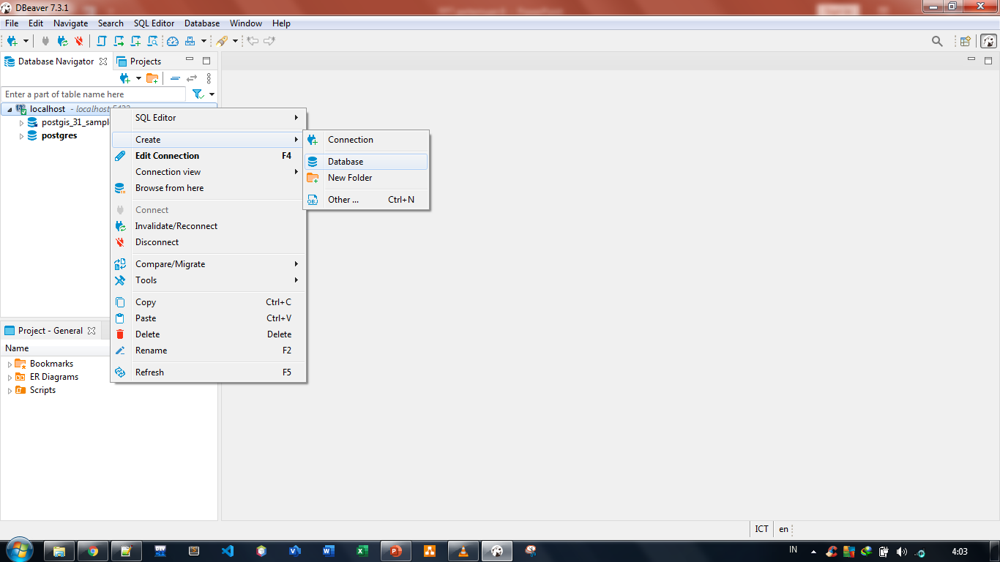 DBeaver 7.3.1
File Edit Navigate Search SQL Editor Database Window Help
Database Navigator Projects
Enter a part of table name here
localhost - localhost
postgis_31_sampl
postgres
SQL Editor
Create
Edit Connection F4
Connection view
Browse from here
Connect
Invalidate/Reconnect
Disconnect
Compare/Migrate
Tools
Copy Ctrl+C
Paste Ctrl+V
Delete Delete
Rename F2
Refresh F5
Connection
Database
New Folder
Other ... Ctrl+N
Project - General
Name
Bookmarks
ER Diagrams
Scripts
ICT en
IN 4:03